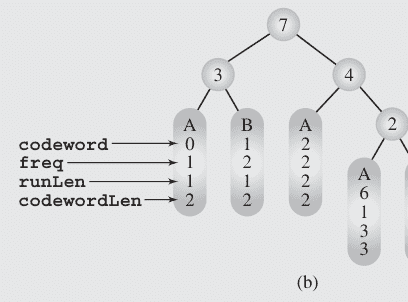 7
3 4
A B A 2
codeword 0 1 2
freq 1 2 2 A
runLen 1 1 2 6
codewordLen 2 2 2 1
3
3
(b)